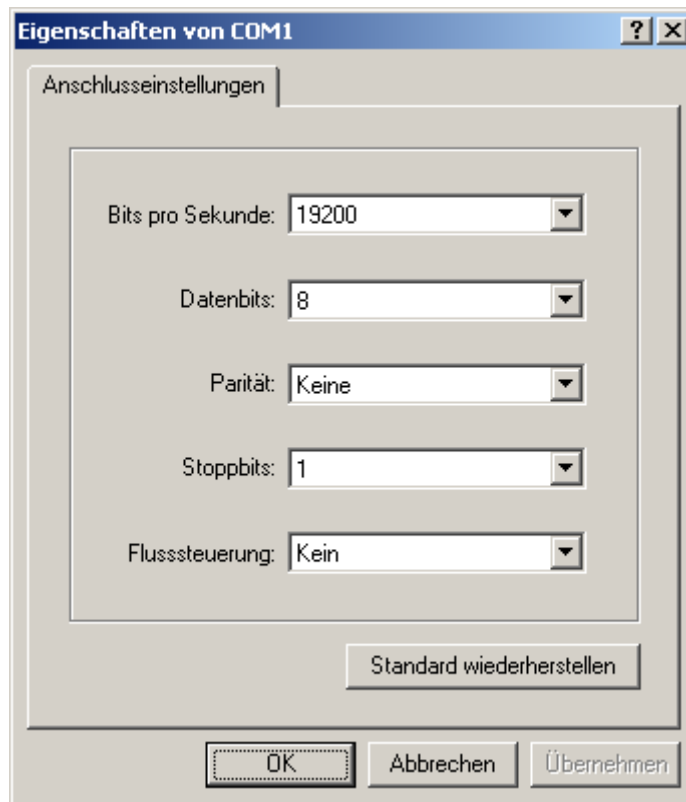 Eigenschaften von COM1
Anschlusseinstellungen
Bits pro Sekunde: 19200
Datenbits: 8
Parität: Keine
Stoppbits: 1
Flusssteuerung: Kein
Standard wiederherstellen
OK Abbrechen Übernehmen